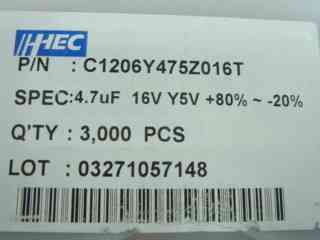 HEC
P/N : C1206Y475Z016T
SPEC:4.7uF 16V Y5V +80% ~ -20%
Q'TY : 3,000 PCS
LOT : 03271057148